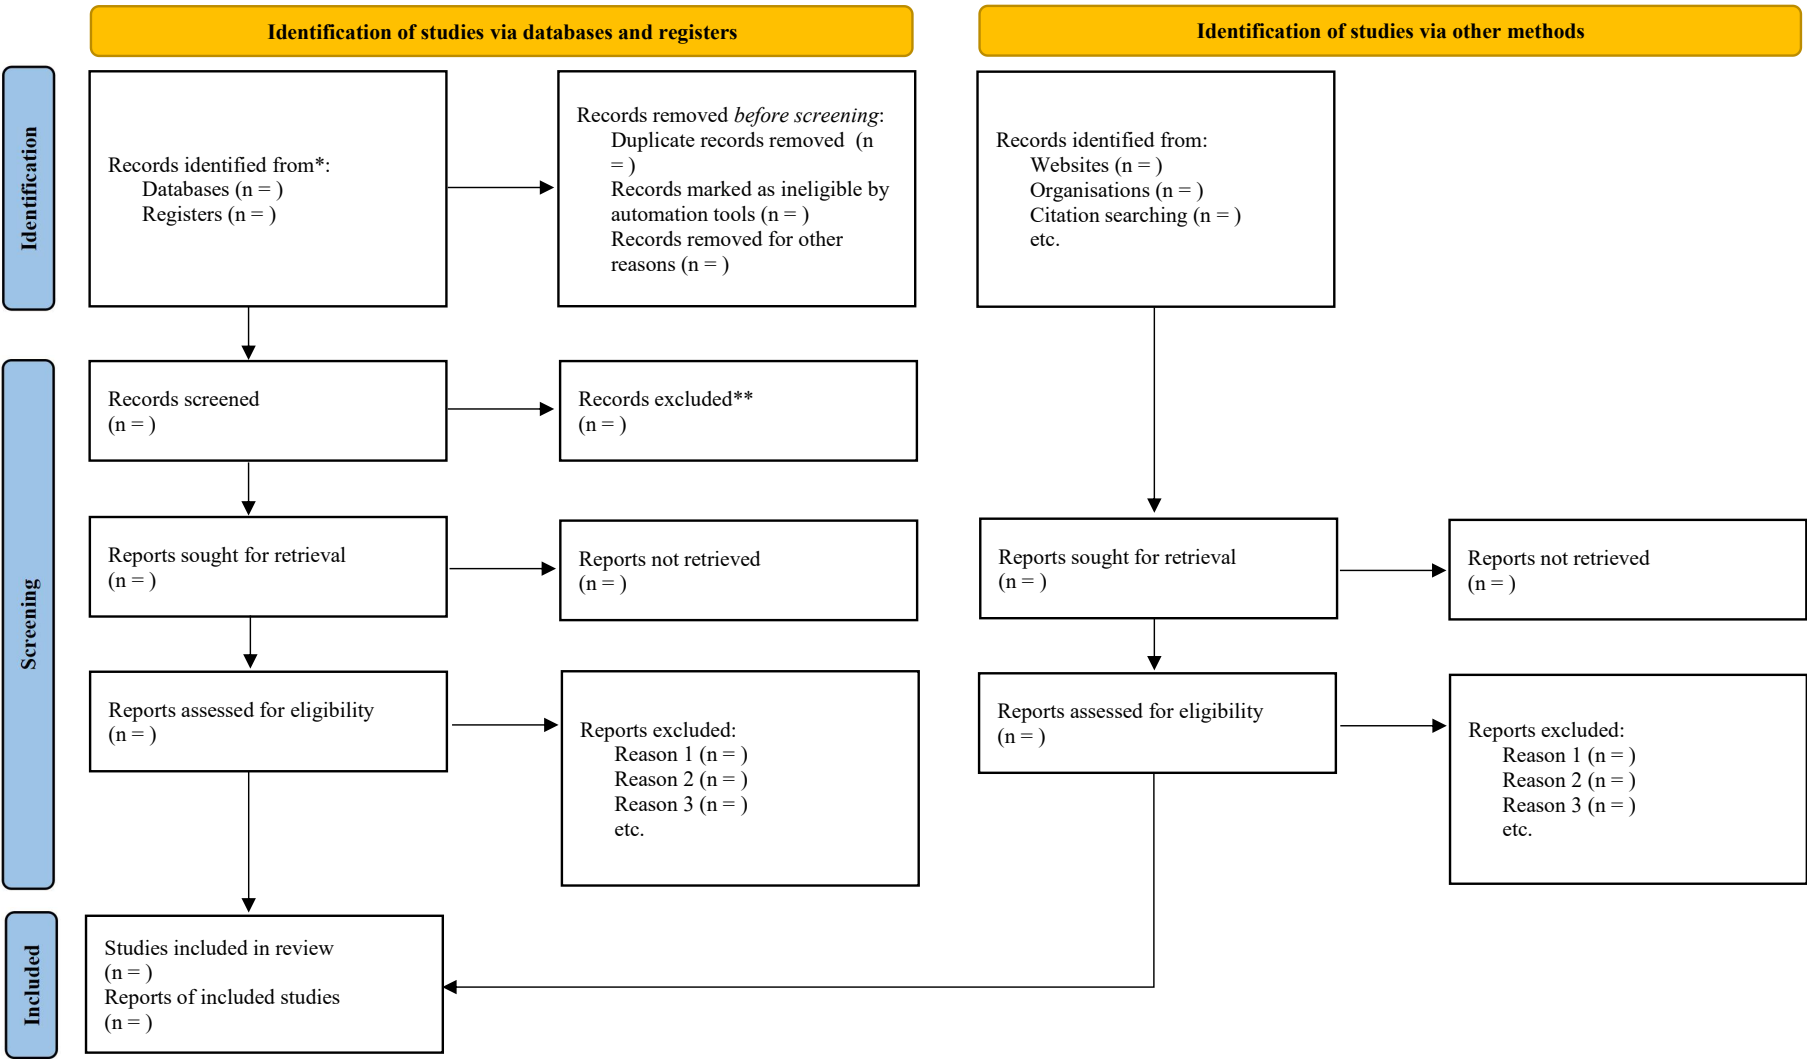 Identification of studies via databases and registers
Identification of studies via other methods
Identification
Records identified from*:
Databases (n = )
Registers (n = )
Records removed before screening:
Duplicate records removed  (n
= )
Records marked as ineligible by
automation tools (n = )
Records removed for other
reasons (n = )
Records identified from:
Websites (n = )
Organisations (n = )
Citation searching (n = )
etc.
Screening
Records screened
(n = )
Records excluded**
(n = )
Reports sought for retrieval
(n = )
Reports not retrieved
(n = )
Reports sought for retrieval
(n = )
Reports not retrieved
(n = )
Reports assessed for eligibility
(n = )
Reports excluded:
Reason 1 (n = )
Reason 2 (n = )
Reason 3 (n = )
etc.
Reports assessed for eligibility
(n = )
Reports excluded:
Reason 1 (n = )
Reason 2 (n = )
Reason 3 (n = )
etc.
Included
Studies included in review
(n = )
Reports of included studies
(n = )